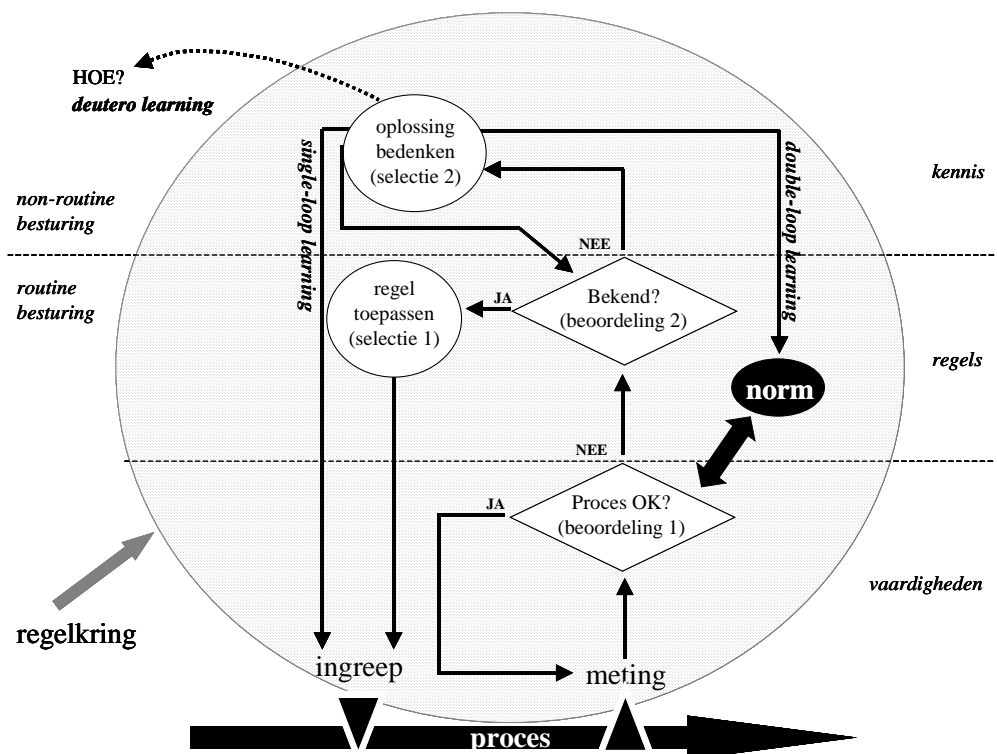 HOE?
deutero learning
oplossing
bedenken
(selectie 2)
single-loop learning
double-loop learning
kennis
non-routine
besturing
NEE
routine
besturing
regel
toepassen
(selectie 1)
JA
Bekend?
(beoordeling 2)
regels
norm
NEE
JA
Proces OK?
(beoordeling 1)
vaardigheden
regelkring
ingreep
meting
proces